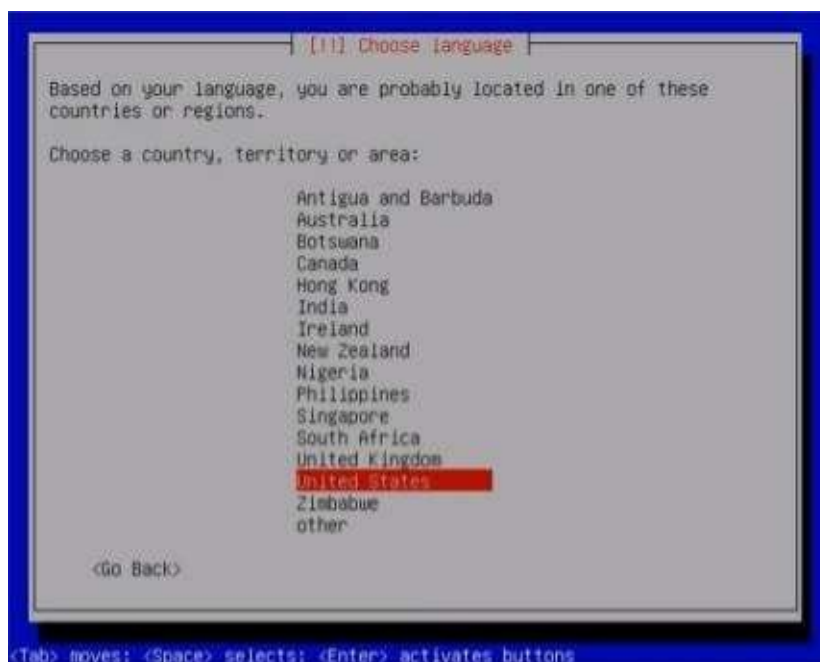 [!!] Choose language
Based on your language, you are probably located in one of these
countries or regions.
Choose a country, territory or area:
Antigua and Barbuda
Australia
Botswana
Canada
Hong Kong
India
Ireland
New Zealand
Nigeria
Philippines
Singapore
South Africa
United Kingdom
United States
Zimbabwe
other
<Go Back>
<Tab> moves; <Space> selects; <Enter> activates buttons